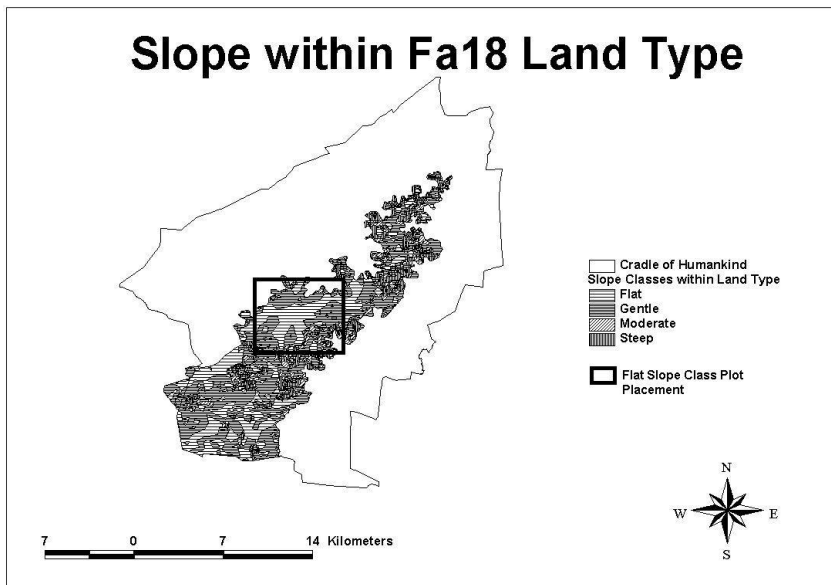 Slope within Fa18 Land Type
Cradle of Humankind
Slope Classes within Land Type
Flat
Gentle
Moderate
Steep
Flat Slope Class Plot
Placement
N
W E
S
7 0 7 14 Kilometers